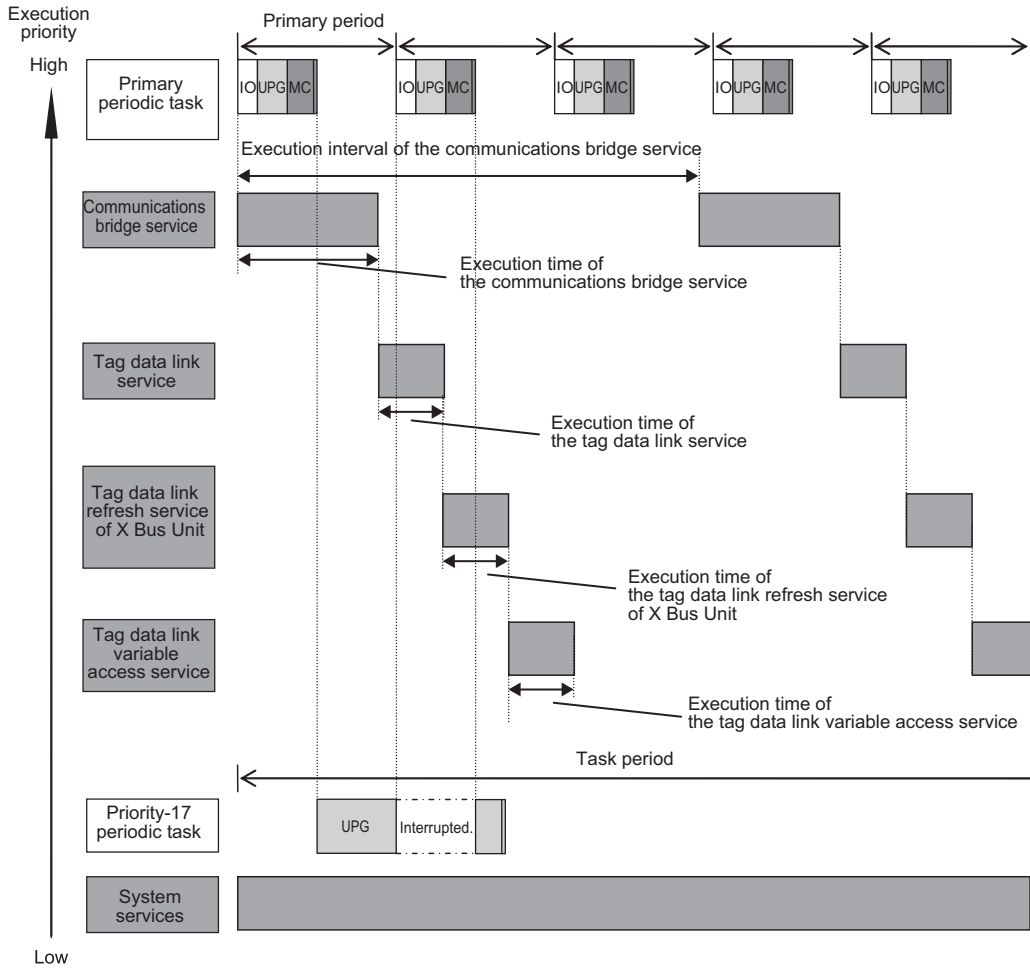 Execution
priority
High
Primary period
Primary
periodic task
IO UPG MC
IO UPG MC
IO UPG MC
IO UPG MC
IO UPG MC
Execution interval of the communications bridge service
Communications
bridge service
Execution time of
the communications bridge service
Tag data link
service
Execution time of
the tag data link service
Tag data link
refresh service
of X Bus Unit
Execution time of
the tag data link refresh service
of X Bus Unit
Tag data link
variable
access service
Execution time of
the tag data link variable access service
Task period
Priority-17
periodic task
UPG
Interrupted.
System
services
Low